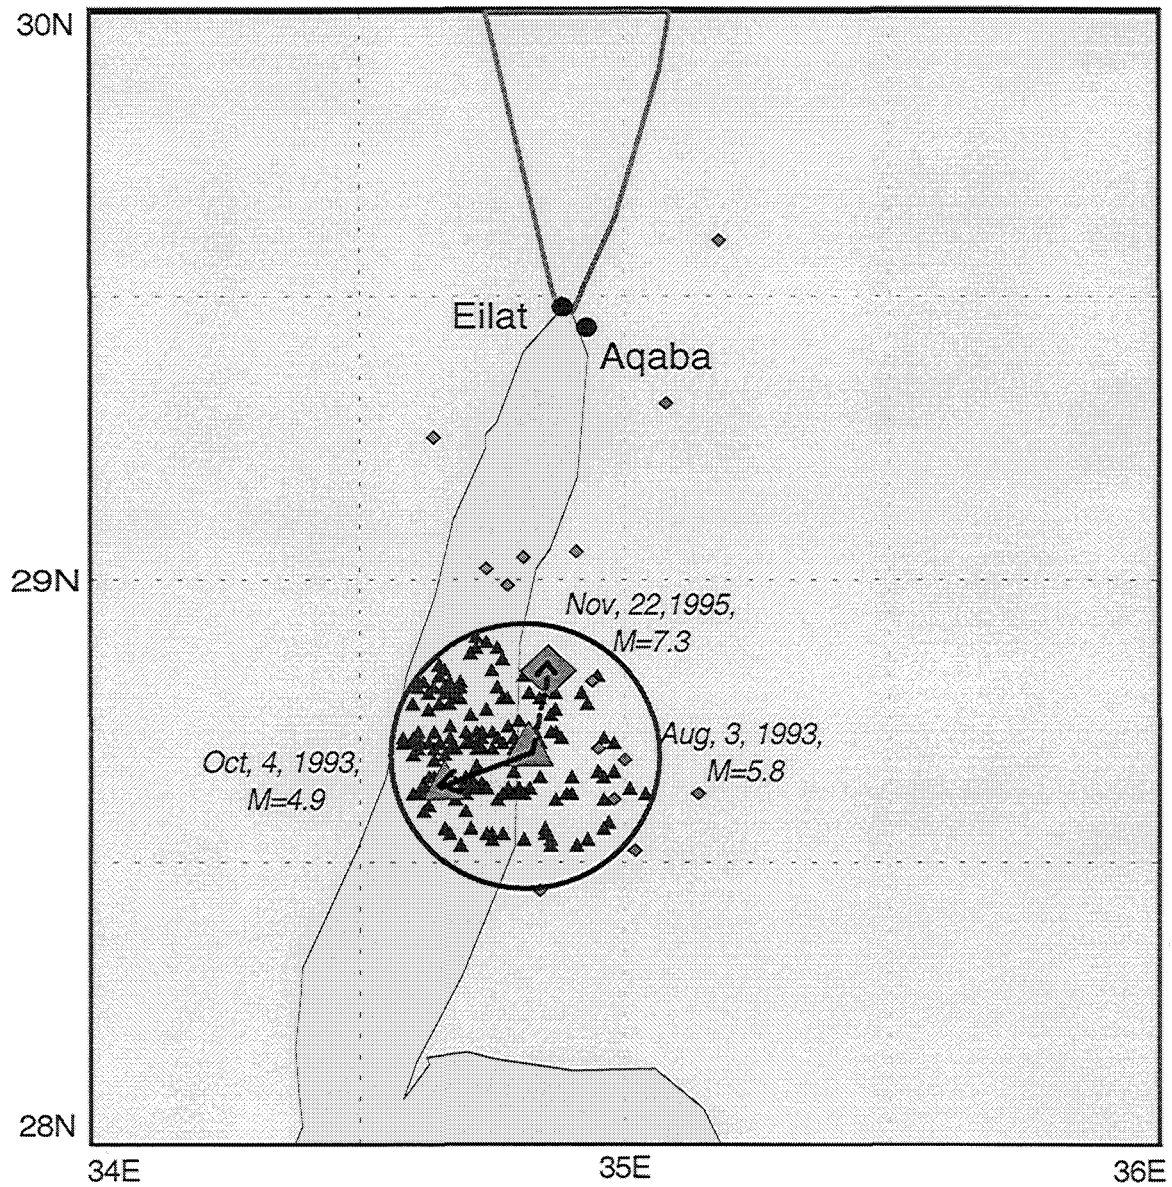 30N
Eilat
Aqaba
29N
Nov, 22,1995,
M=7.3
Aug, 3, 1993,
M=5.8
Oct, 4, 1993,
M=4.9
28N
34E
35E
36E